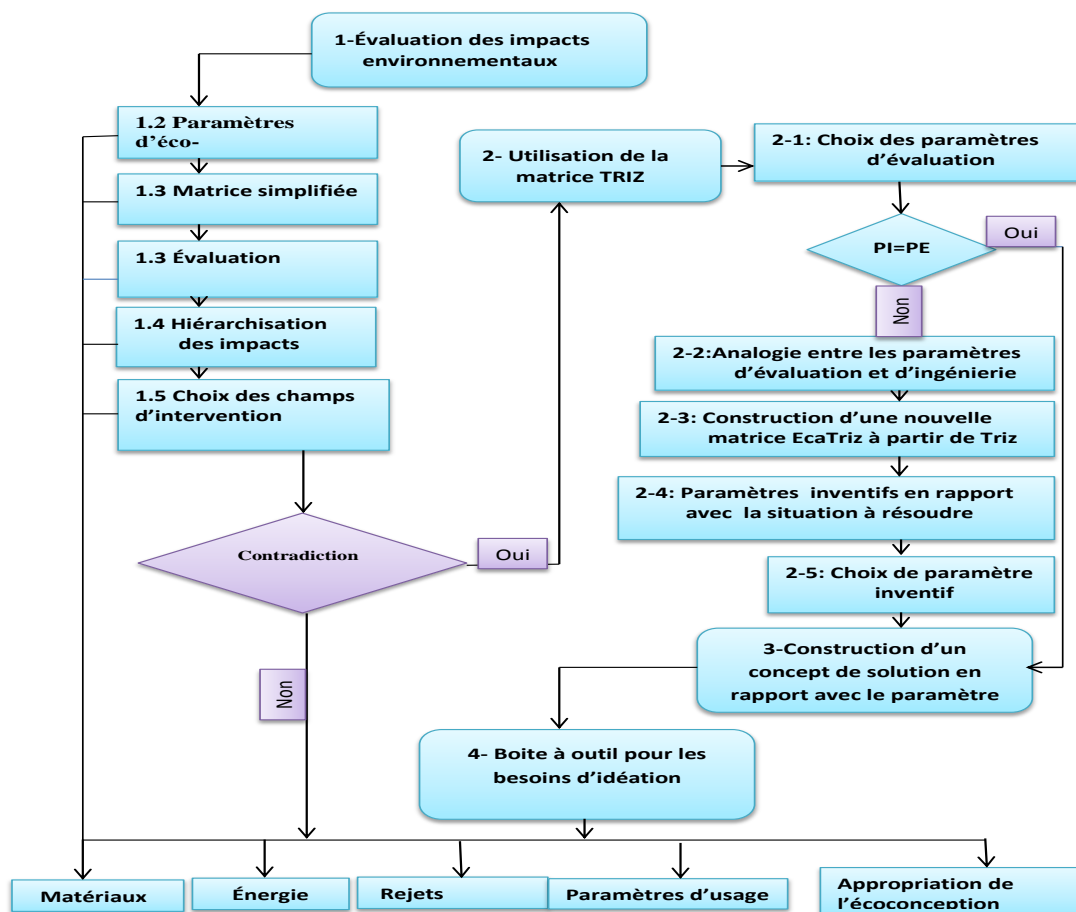 1-Évaluation des impacts
environnementaux
1.2 Paramètres
d'éco-
1.3 Matrice simplifiée
1.3 Évaluation
1.4 Hiérarchisation
des impacts
1.5 Choix des champs
d'intervention
Contradiction
Oui
Non
2- Utilisation de la
matrice TRIZ
2-1: Choix des paramètres
d'évaluation
PI=PE
Oui
Non
2-2:Analogie entre les paramètres
d'évaluation et d'ingénierie
2-3: Construction d'une nouvelle
matrice EcaTriz à partir de Triz
2-4: Paramètres inventifs en rapport
avec la situation à résoudre
2-5: Choix de paramètre
inventif
3-Construction d'un
concept de solution en
rapport avec le paramètre
4- Boite à outil pour les
besoins d'idéation
Matériaux
Énergie
Rejets
Paramètres d'usage
Appropriation de
l'écoconception